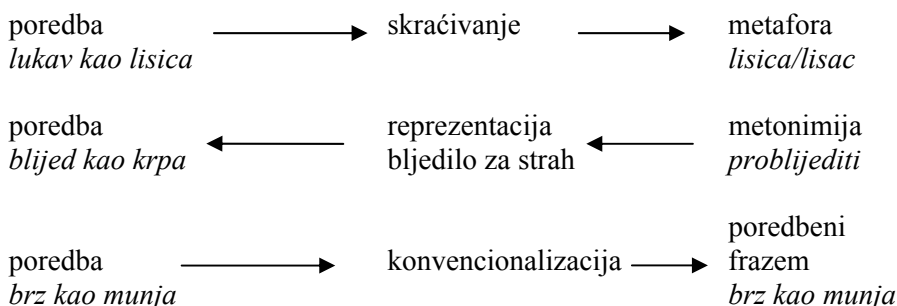 poredba skraćivanje metafora
lukav kao lisica lisica/lisac
poredba reprezentacija metonimija
blijed kao krpa bljedilo za strah problijediti
poredbeni
poredba konvencionalizacija frazem
brz kao munja brz kao munja